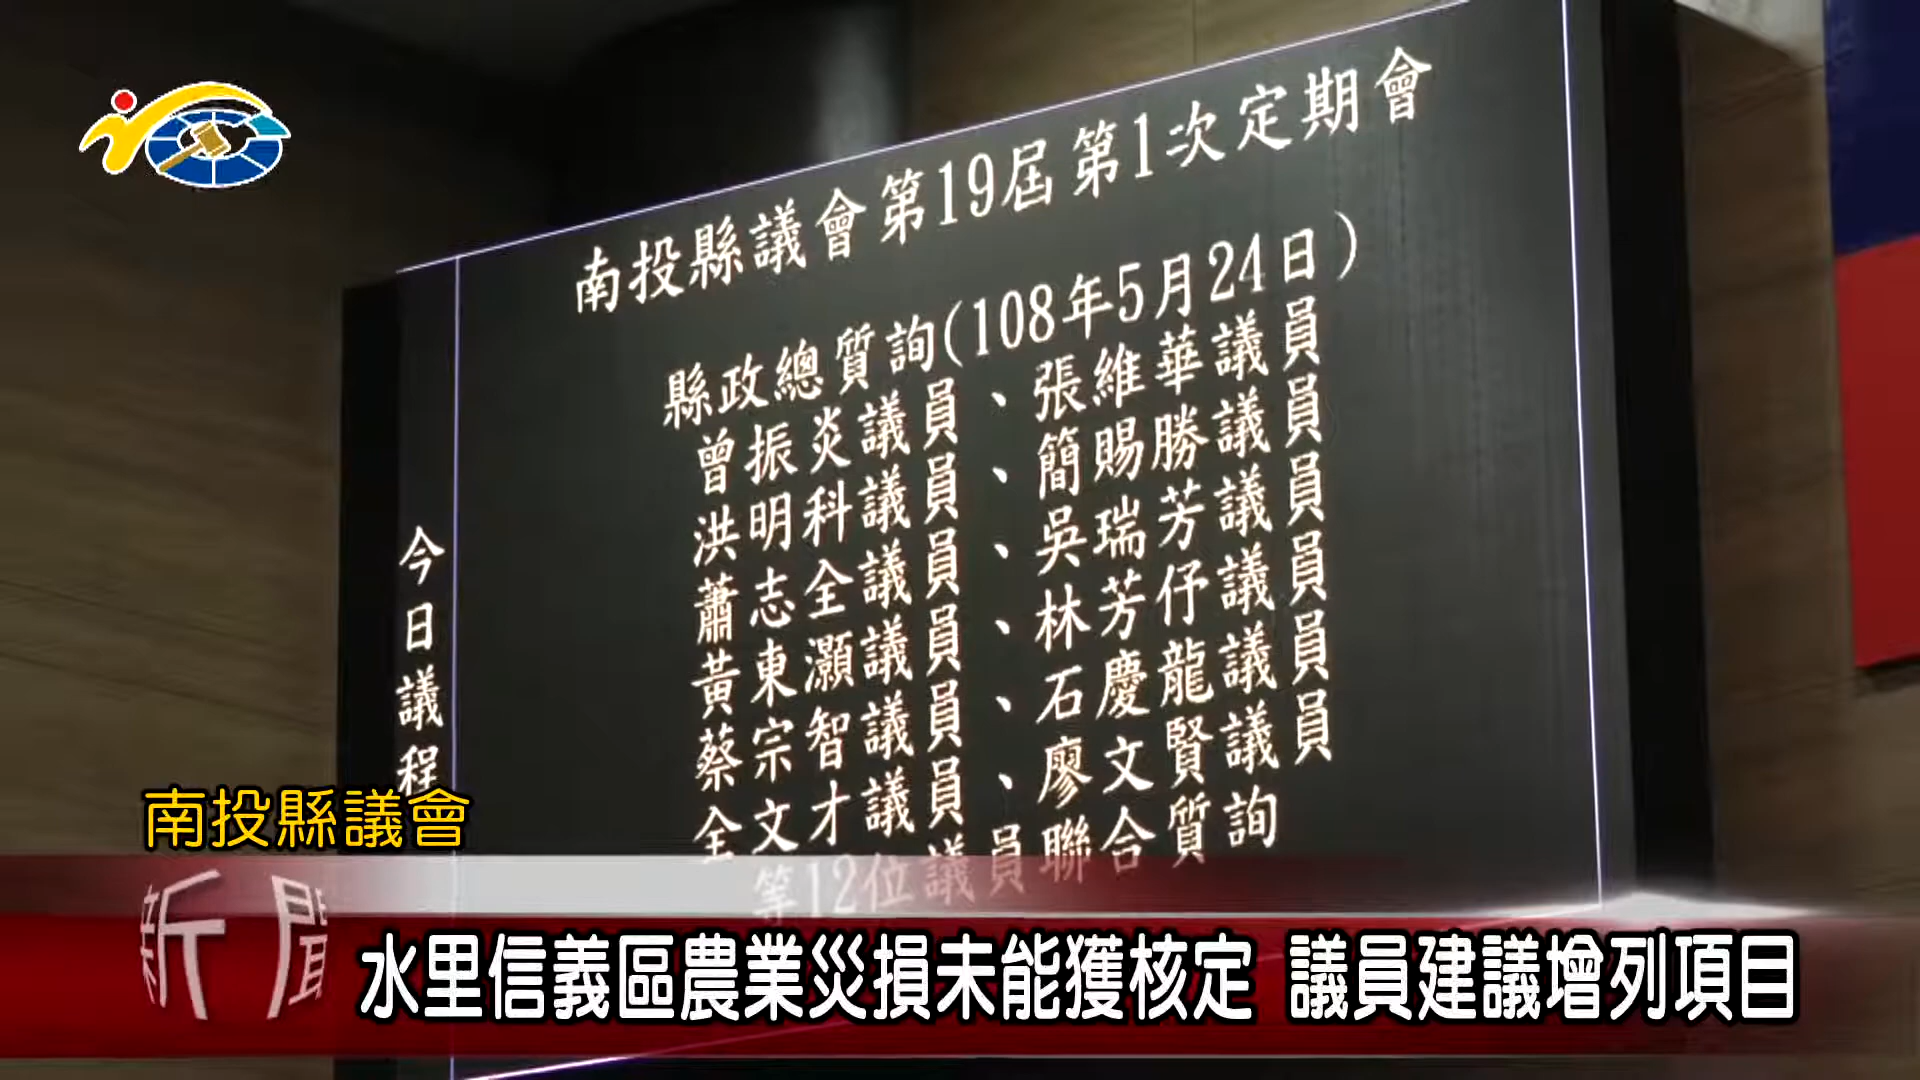 南投縣議會第19屆第1次定期會
縣政總質詢(108年5月24日)
曾振炎議員、張維華議員
洪明科議員、簡賜勝議員
蕭志全議員、吳瑞芳議員
黃東灝議員、林芳伃議員
蔡宗智議員、石慶龍議員
全文才議員、廖文賢議員
等12位議員聯合質詢
今日議程
南投縣議會
新聞
水里信義區農業災損未能獲核定 議員建議增列項目